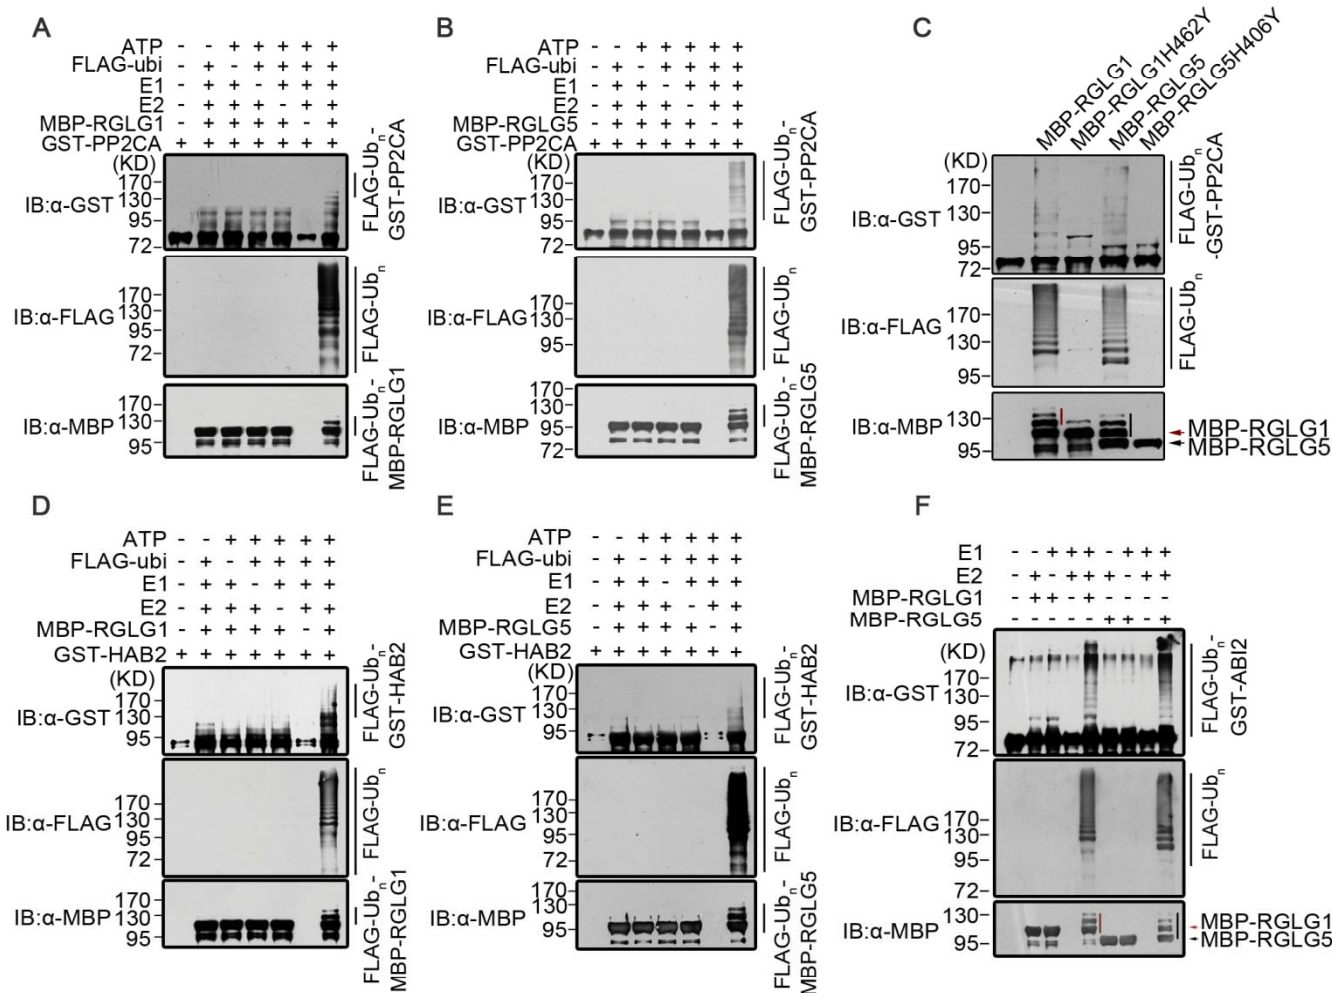 A
ATP - - + + + + +
FLAG-ubi - + - + + + +
E1 - + + - + + +
E2 - + + + - + +
MBP-RGLG1 - + + + + - +
GST-PP2CA + + + + + + +
(KD)
170
130
95
72
IB:α-GST
FLAG-Ubn-
GST-PP2CA
170
130
95
72
IB:α-FLAG
FLAG-Ubn
170
130
95
IB:α-MBP
FLAG-Ubn-
MBP-RGLG1
B
ATP - - + + + + +
FLAG-ubi - + - + + + +
E1 - + + - + + +
E2 - + + + - + +
MBP-RGLG5 - + + + + - +
GST-PP2CA + + + + + + +
(KD)
170
130
95
72
IB:α-GST
FLAG-Ubn-
GST-PP2CA
170
130
95
IB:α-FLAG
FLAG-Ubn
170
130
95
IB:α-MBP
FLAG-Ubn-
MBP-RGLG5
C
MBP-RGLG1
MBP-RGLG1H462Y
MBP-RGLG5
MBP-RGLG5H406Y
(KD)
170
130
95
72
IB:α-GST
FLAG-Ubn
-GST-PP2CA
170
130
95
IB:α-FLAG
FLAG-Ubn
130
95
IB:α-MBP
MBP-RGLG1
MBP-RGLG5
D
ATP - - + + + + +
FLAG-ubi - + - + + + +
E1 - + + - + + +
E2 - + + + - + +
MBP-RGLG1 - + + + + - +
GST-HAB2 + + + + + + +
(KD)
170
130
95
IB:α-GST
FLAG-Ubn-
GST-HAB2
170
130
95
72
IB:α-FLAG
FLAG-Ubn
170
130
95
IB:α-MBP
FLAG-Ubn-
MBP-RGLG1
E
ATP - - + + + + +
FLAG-ubi - + - + + + +
E1 - + + - + + +
E2 - + + + - + +
MBP-RGLG5 - + + + + - +
GST-HAB2 + + + + + + +
(KD)
170
130
95
IB:α-GST
FLAG-Ubn-
GST-HAB2
170
130
95
72
IB:α-FLAG
FLAG-Ubn
170
130
95
IB:α-MBP
FLAG-Ubn-
MBP-RGLG5
F
E1 - - + + + - + + +
E2 - + - + + + - + +
MBP-RGLG1 - + + - + - - - -
MBP-RGLG5 - - - - - + + - +
(KD)
170
130
95
72
IB:α-GST
FLAG-Ubn-
GST-ABI2
170
130
95
72
IB:α-FLAG
FLAG-Ubn
130
95
IB:α-MBP
MBP-RGLG1
MBP-RGLG5